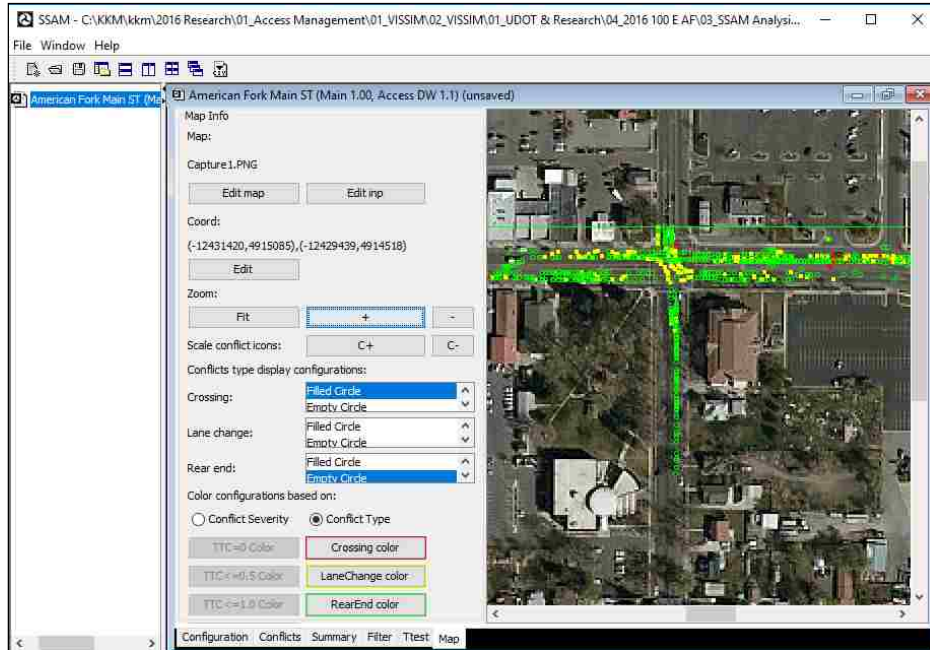 SSAM - C:\KKM\kkm\2016 Research\01_Access Management\01_VISSIM\02_VISSIM\01_UDOT & Research\04_2016 100 E AF\03_SSAM Analysi...
File Window Help
American Fork Main ST (Ma
American Fork Main ST (Main 1.00, Access DW 1.1) (unsaved)
Map Info
Map:
Capture1.PNG
Edit map Edit inp
Coord:
(-12431420,4915085),(-12429439,4914518)
Edit
Zoom:
Fit + -
Scale conflict icons: C+ C-
Conflicts type display configurations:
Crossing: Filled Circle
Empty Circle
Lane change: Filled Circle
Empty Circle
Rear end: Filled Circle
Empty Circle
Color configurations based on:
Conflict Severity Conflict Type
TTC=0 Color Crossing color
TTC<=0.5 Color LaneChange color
TTC<=1.0 Color RearEnd color
Configuration Conflicts Summary Filter Ttest Map